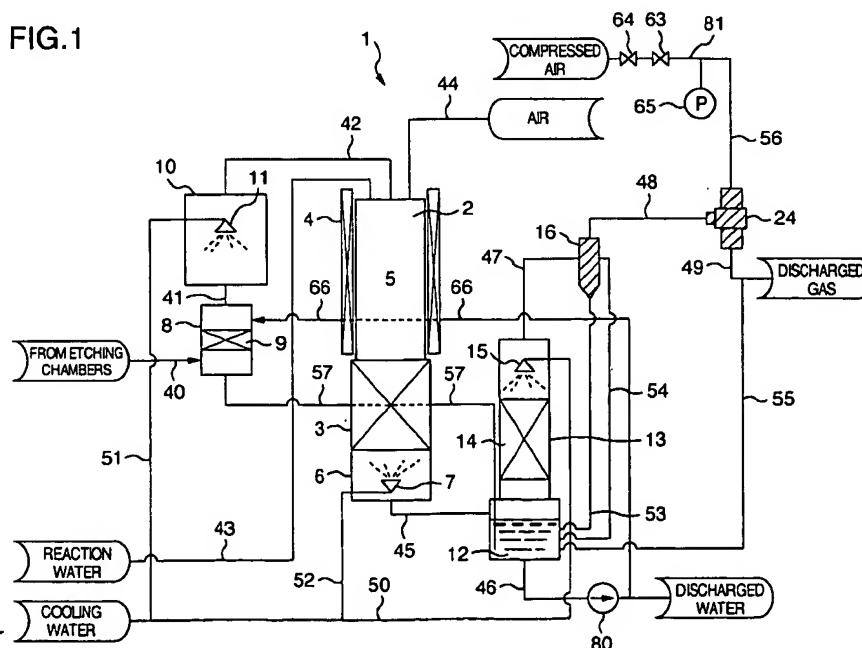 FIG.1
1
64
63
81
COMPRESSED
AIR
44
AIR
65
P
56
42
10
11
2
4
16
48
24
47
49
DISCHARGED
GAS
5
41
66
66
8
9
15
FROM ETCHING
CHAMBERS
40
57
57
54
3
14
13
55
51
6
7
53
REACTION
WATER
43
45
12
52
46
COOLING
WATER
50
80
DISCHARGED
WATER